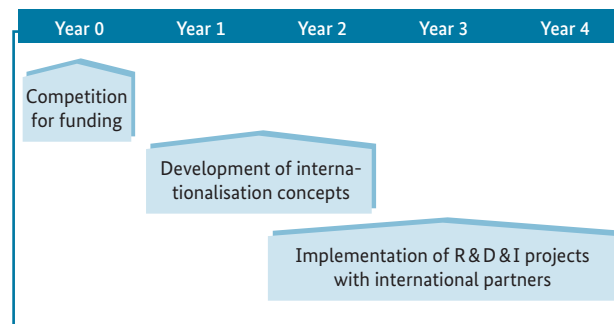 Year 0 Year 1 Year 2 Year 3 Year 4
Competition
for funding
Development of interna-
tionalisation concepts
Implementation of R & D & I projects
with international partners